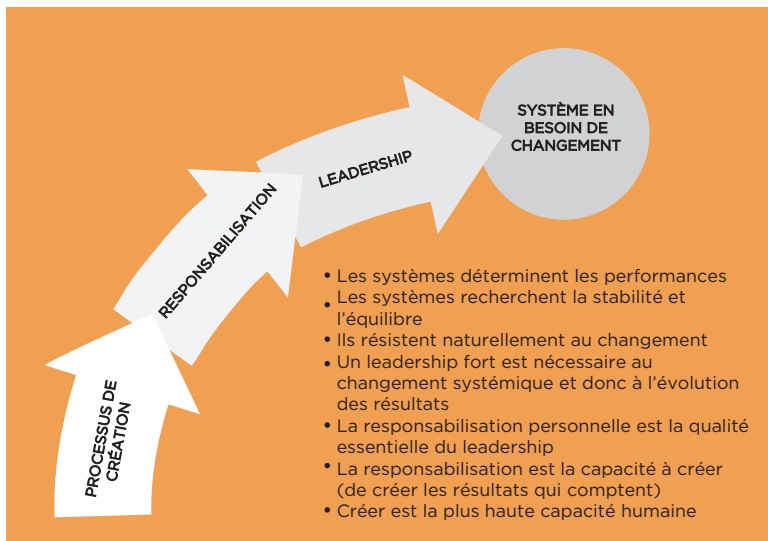 SYSTÈME EN
BESOIN DE
CHANGEMENT
LEADERSHIP
RESPONSABILISATION
PROCESSUS DE
CRÉATION
• Les systèmes déterminent les performances
• Les systèmes recherchent la stabilité et
l’équilibre
• Ils résistent naturellement au changement
• Un leadership fort est nécessaire au
changement systémique et donc à l’évolution
des résultats
• La responsabilisation personnelle est la qualité
essentielle du leadership
• La responsabilisation est la capacité à créer
(de créer les résultats qui comptent)
• Créer est la plus haute capacité humaine